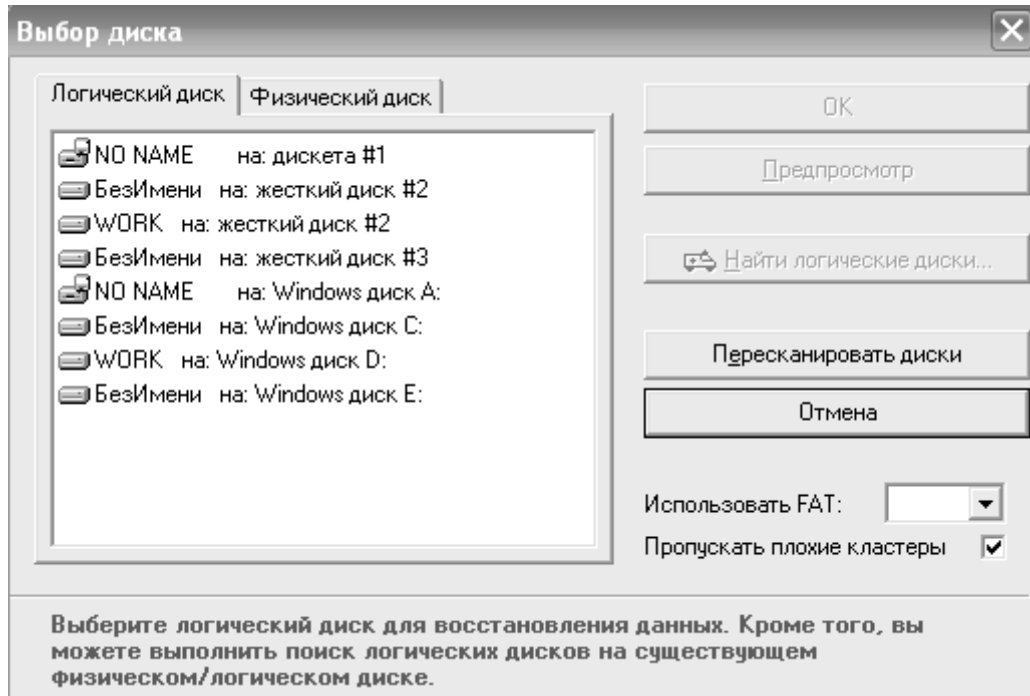 Выбор диска
Логический диск
Физический диск
NO NAME на: дискета #1
БезИмени на: жесткий диск #2
WORK на: жесткий диск #2
БезИмени на: жесткий диск #3
NO NAME на: Windows диск A:
БезИмени на: Windows диск C:
WORK на: Windows диск D:
БезИмени на: Windows диск E:
OK
Предпросмотр
Найти логические диски...
Пересканировать диски
Отмена
Использовать FAT:
Пропускать плохие кластеры
Выберите логический диск для восстановления данных. Кроме того, вы
можете выполнить поиск логических дисков на существующем
физическом/логическом диске.